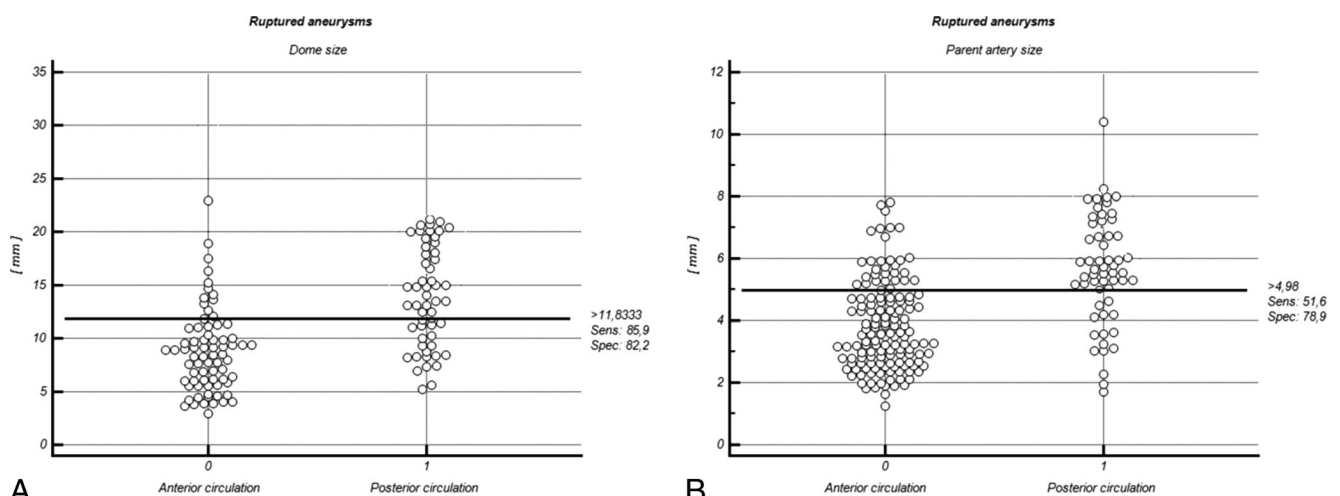 Ruptured aneurysms
Dome size
35
30
25
20
15
10
5
0
[ mm ]
>11,8333
Sens: 85,9
Spec: 82,2
0
1
Anterior circulation
Posterior circulation
A
Ruptured aneurysms
Parent artery size
12
10
8
6
4
2
0
[ mm ]
>4,98
Sens: 51,6
Spec: 78,9
0
1
Anterior circulation
Posterior circulation
B